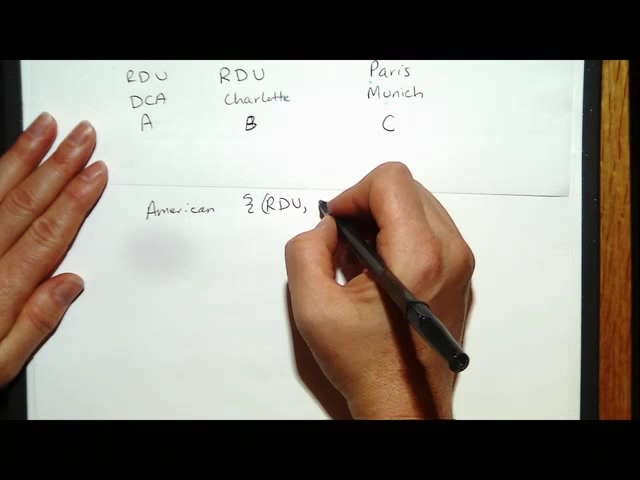 RDU RDU Paris
DCA Charlotte Munich
A B C
American { (RDU,